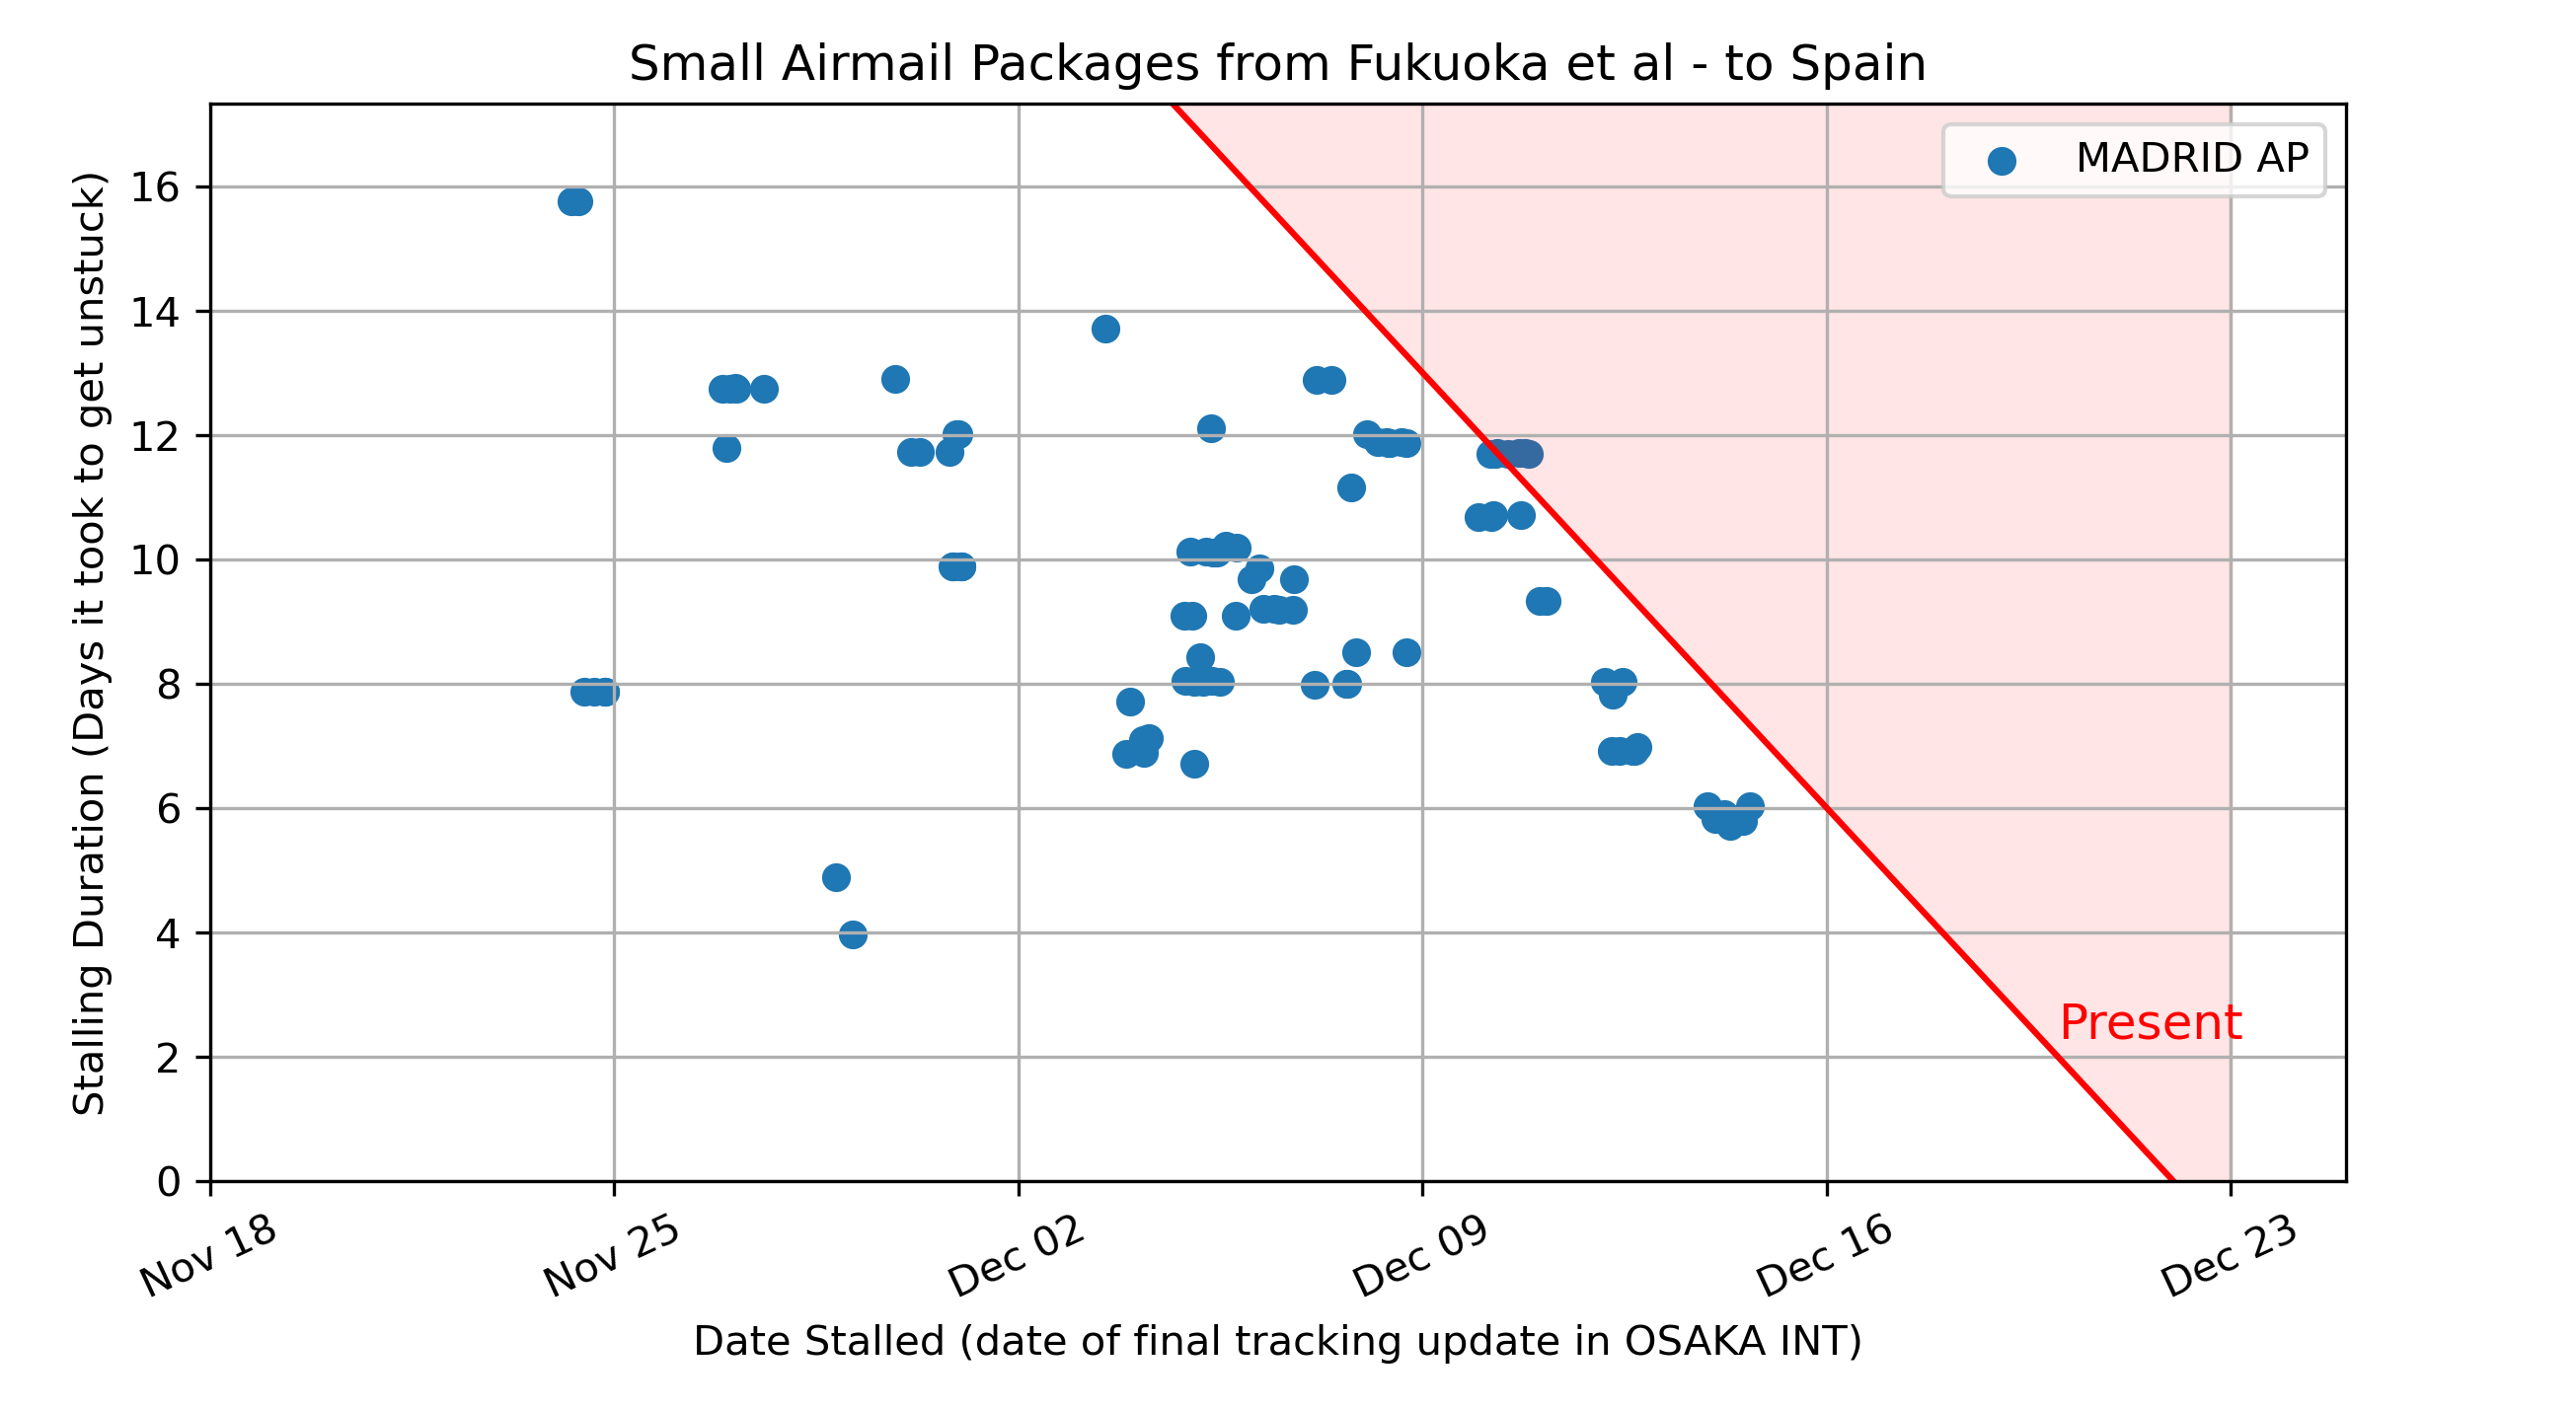 Small Airmail Packages from Fukuoka et al - to Spain
MADRID AP
Stalling Duration (Days it took to get unstuck)
16
14
12
10
8
6
4
2
0
Present
Nov 18
Nov 25
Dec 02
Dec 09
Dec 16
Dec 23
Date Stalled (date of final tracking update in OSAKA INT)